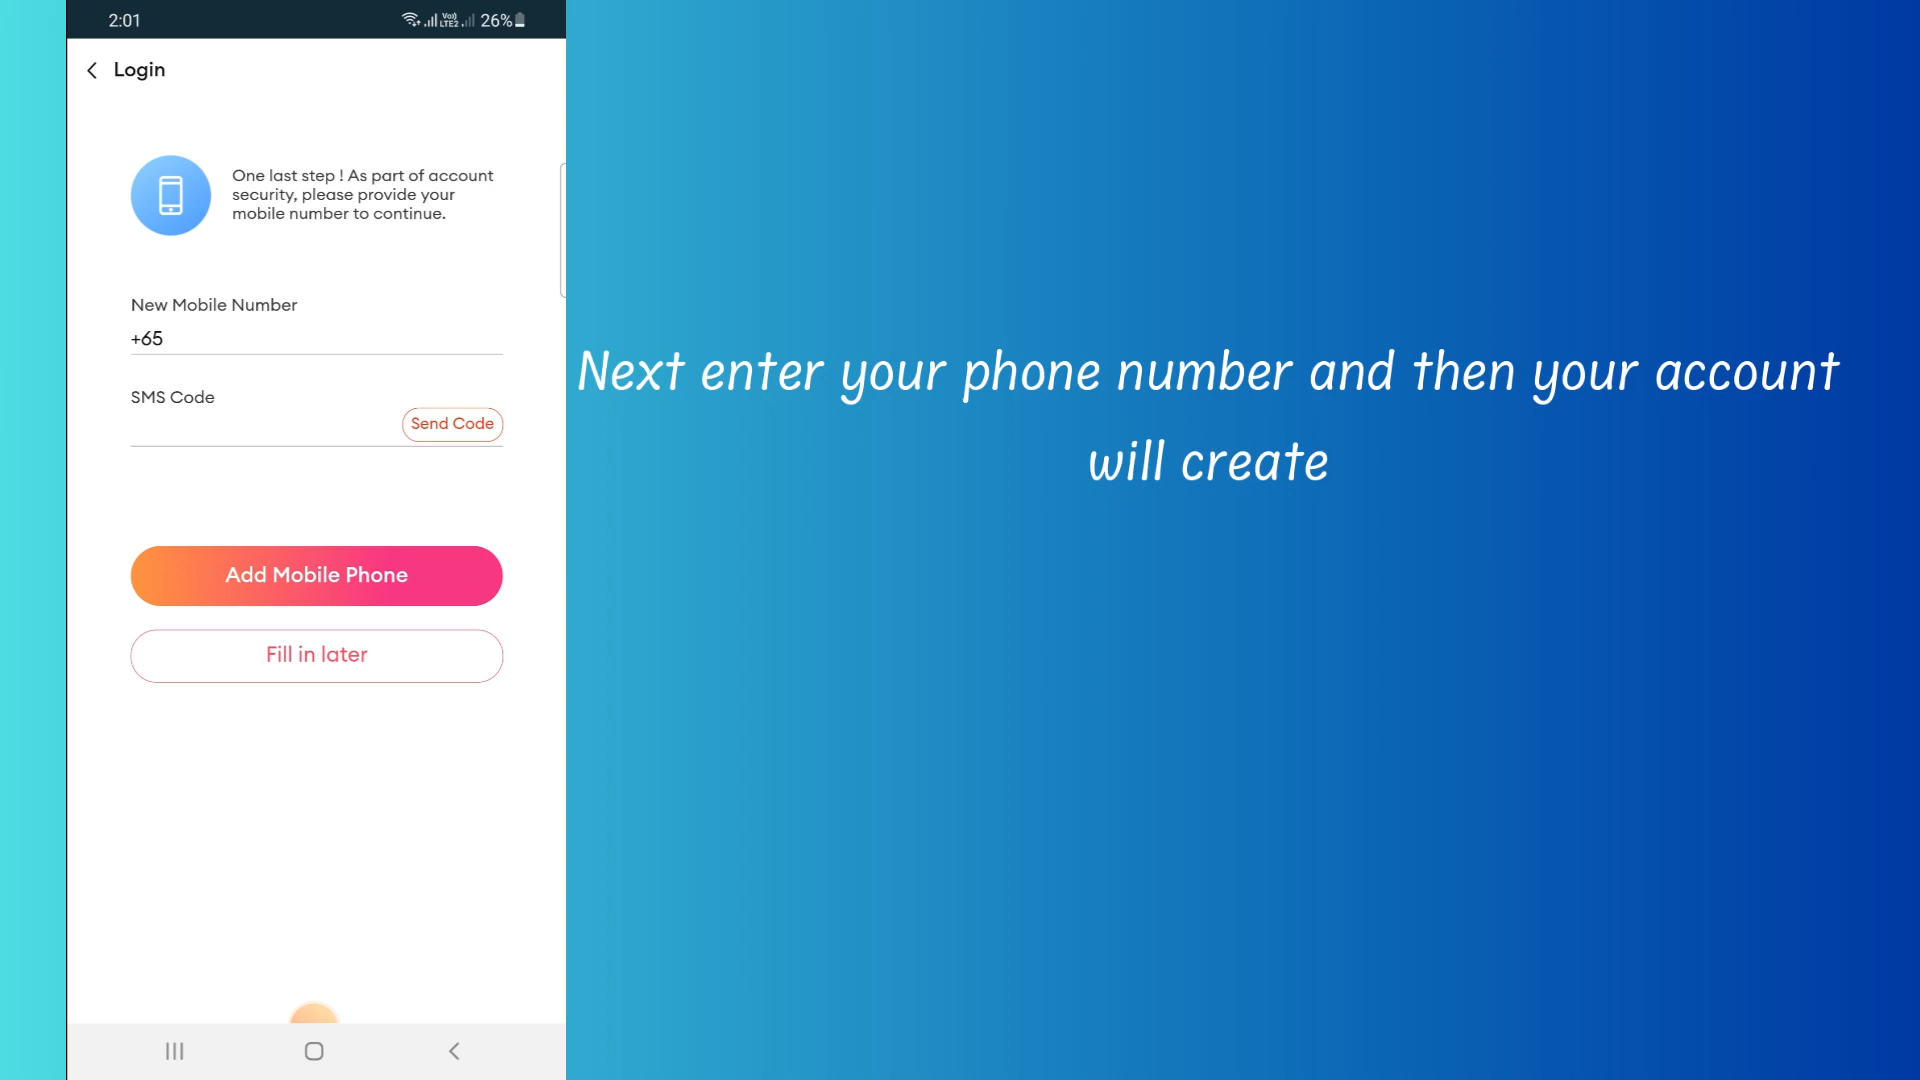 2:01
Vo)) LTE2 26%
Login
One last step ! As part of account
security, please provide your
mobile number to continue.
New Mobile Number
+65
SMS Code
Send Code
Add Mobile Phone
Fill in later
Next enter your phone number and then your account
will create